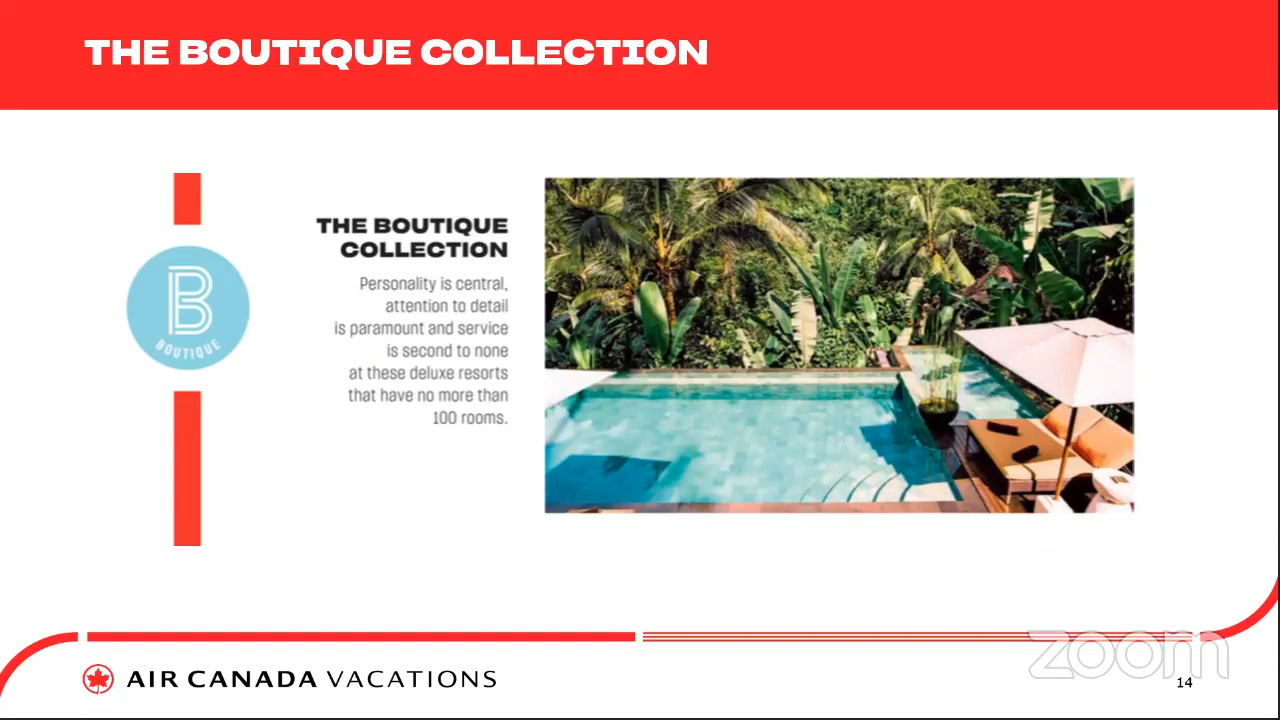 THE BOUTIQUE COLLECTION
THE BOUTIQUE
COLLECTION
Personality is central,
attention to detail
is paramount and service
is second to none
at these deluxe resorts
that have no more than
100 rooms.
B
BOUTIQUE
AIR CANADA VACATIONS
zoom
14